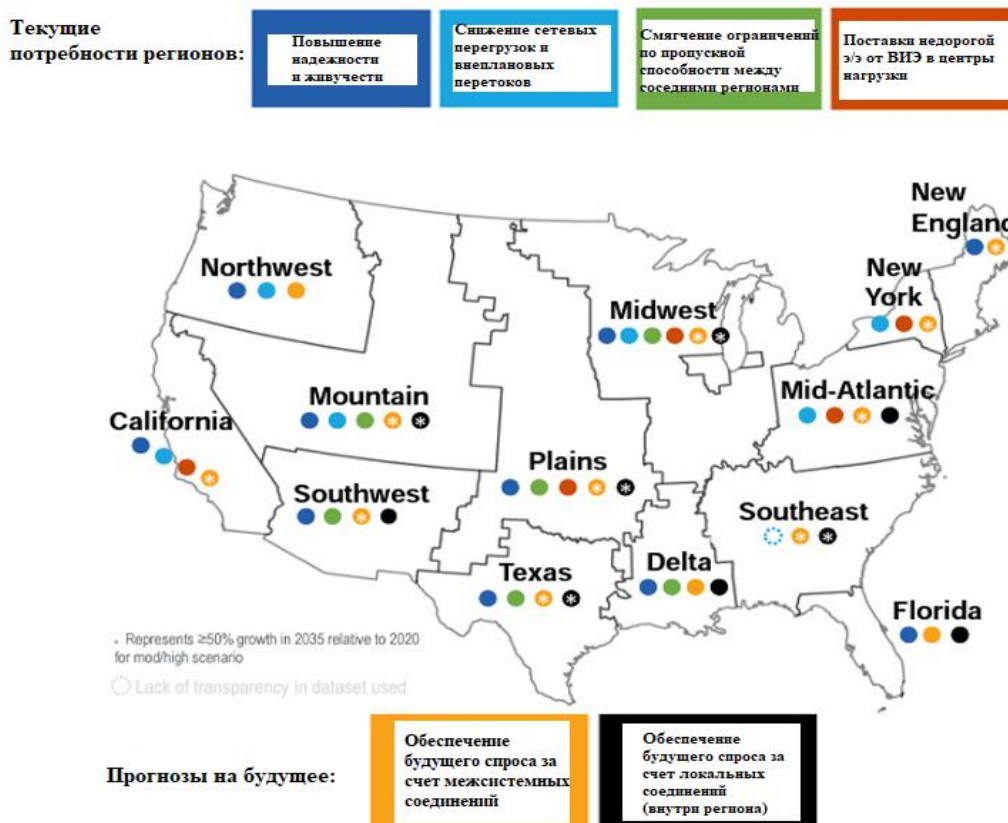 Текущие
потребности регионов:
Повышение
надежности
и живучести
Снижение сетевых
перегрузок и
внеплановых
перетоков
Смягчение ограничений
по пропускной
способности между
соседними регионами
Поставки недорогой
э/э от ВИЭ в центры
нагрузки
New
England
Northwest
New
York
Midwest
Mountain
Mid-Atlantic
California
Plains
Southwest
Southeast
Texas
Delta
Florida
* Represents ≥50% growth in 2035 relative to 2020
for mod/high scenario
Lack of transparency in dataset used
Прогнозы на будущее:
Обеспечение
будущего спроса за
счет межсистемных
соединений
Обеспечение
будущего спроса за
счет локальных
соединений
(внутри региона)